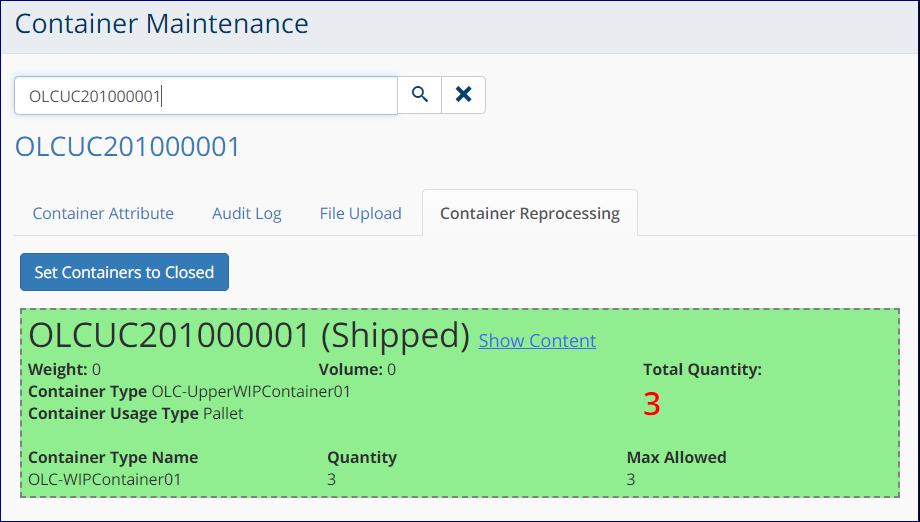 Container Maintenance
OLCUC201000001
OLCUC201000001
Container Attribute Audit Log File Upload Container Reprocessing
Set Containers to Closed
OLCUC201000001 (Shipped) Show Content
Weight: 0 Volume: 0 Total Quantity:
Container Type OLC-UpperWIPContainer01
3
Container Usage Type Pallet
Container Type Name Quantity Max Allowed
OLC-WIPContainer01 3 3